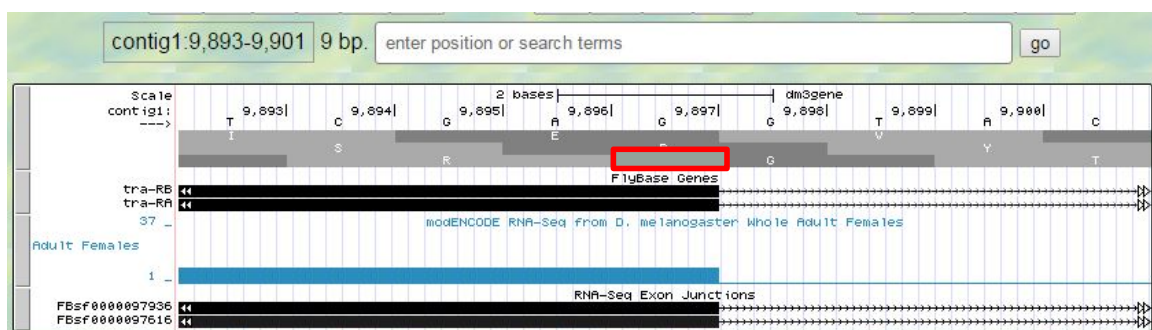 contig1:9,893-9,901 9 bp. enter position or search terms go
Scale 2 bases dm3gene
contig1: 9,893| 9,894| 9,895| 9,896| 9,897| 9,898| 9,899| 9,900|
---> T C G A G G T A C
I E V
S Y
R G T
FlyBase Genes
tra-RB
tra-RA
37 _ modENCODE RNA-Seq from D. melanogaster Whole Adult Females
Adult Females
1 _
RNA-Seq Exon Junctions
FBsf0000097936
FBsf0000097616